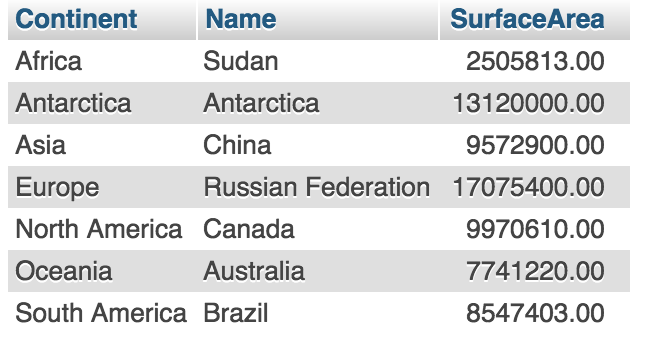 Continent Name SurfaceArea
Africa Sudan 2505813.00
Antarctica Antarctica 13120000.00
Asia China 9572900.00
Europe Russian Federation 17075400.00
North America Canada 9970610.00
Oceania Australia 7741220.00
South America Brazil 8547403.00